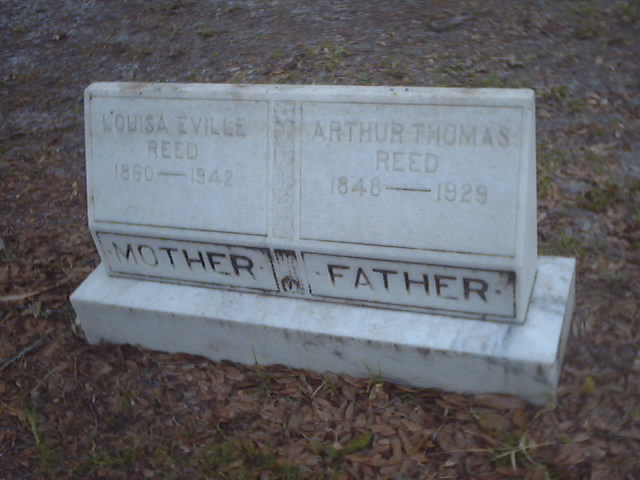 LOUISA EVILLE
REED
1860—1942
MOTHER
ARTHUR THOMAS
REED
1848—1929
FATHER